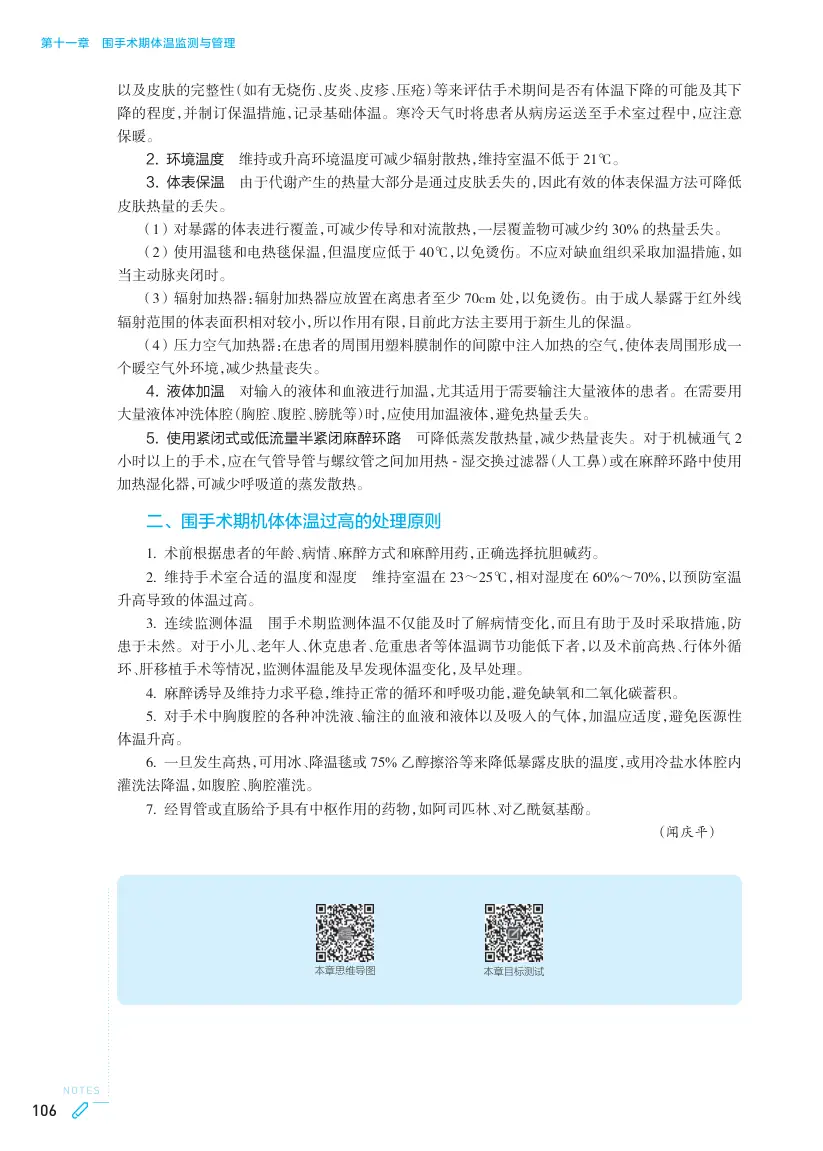 第十一章 围手术期体温监测与管理
以及皮肤的完整性（如有无烧伤、皮炎、皮疹、压疮）等来评估手术期间是否有体温下降的可能及其下
降的程度，并制订保温措施，记录基础体温。寒冷天气时将患者从病房运送至手术室过程中，应注意
保暖。
2. 环境温度 维持或升高环境温度可减少辐射散热，维持室温不低于 21℃。
3. 体表保温 由于代谢产生的热量大部分是通过皮肤丢失的，因此有效的体表保温方法可降低
皮肤热量的丢失。
（1）对暴露的体表进行覆盖，可减少传导和对流散热，一层覆盖物可减少约 30% 的热量丢失。
（2）使用温毯和电热毯保温，但温度应低于 40℃，以免烫伤。不应对缺血组织采取加温措施，如
当主动脉夹闭时。
（3）辐射加热器：辐射加热器应放置在离患者至少 70cm 处，以免烫伤。由于成人暴露于红外线
辐射范围的体表面积相对较小，所以作用有限，目前此方法主要用于新生儿的保温。
（4）压力空气加热器：在患者的周围用塑料膜制作的间隙中注入加热的空气，使体表周围形成一
个暖空气外环境，减少热量丧失。
4. 液体加温 对输入的液体和血液进行加温，尤其适用于需要输注大量液体的患者。在需要用
大量液体冲洗体腔（胸腔、腹腔、膀胱等）时，应使用加温液体，避免热量丢失。
5. 使用紧闭式或低流量半紧闭麻醉环路 可降低蒸发散热量，减少热量丧失。对于机械通气 2
小时以上的手术，应在气管导管与螺纹管之间加用热 - 湿交换过滤器（人工鼻）或在麻醉环路中使用
加热湿化器，可减少呼吸道的蒸发散热。
二、围手术期机体体温过高的处理原则
1. 术前根据患者的年龄、病情、麻醉方式和麻醉用药，正确选择抗胆碱药。
2. 维持手术室合适的温度和湿度 维持室温在 23～25℃，相对湿度在 60%～70%，以预防室温
升高导致的体温过高。
3. 连续监测体温 围手术期监测体温不仅能及时了解病情变化，而且有助于及时采取措施，防
患于未然。对于小儿、老年人、休克患者、危重患者等体温调节功能低下者，以及术前高热、行体外循
环、肝移植手术等情况，监测体温能及早发现体温变化，及早处理。
4. 麻醉诱导及维持力求平稳，维持正常的循环和呼吸功能，避免缺氧和二氧化碳蓄积。
5. 对手术中胸腹腔的各种冲洗液、输注的血液和液体以及吸入的气体，加温应适度，避免医源性
体温升高。
6. 一旦发生高热，可用冰、降温毯或 75% 乙醇擦浴等来降低暴露皮肤的温度，或用冷盐水体腔内
灌洗法降温，如腹腔、胸腔灌洗。
7. 经胃管或直肠给予具有中枢作用的药物，如阿司匹林、对乙酰氨基酚。
（闻庆平）
本章思维导图
本章目标测试
NOTES
106